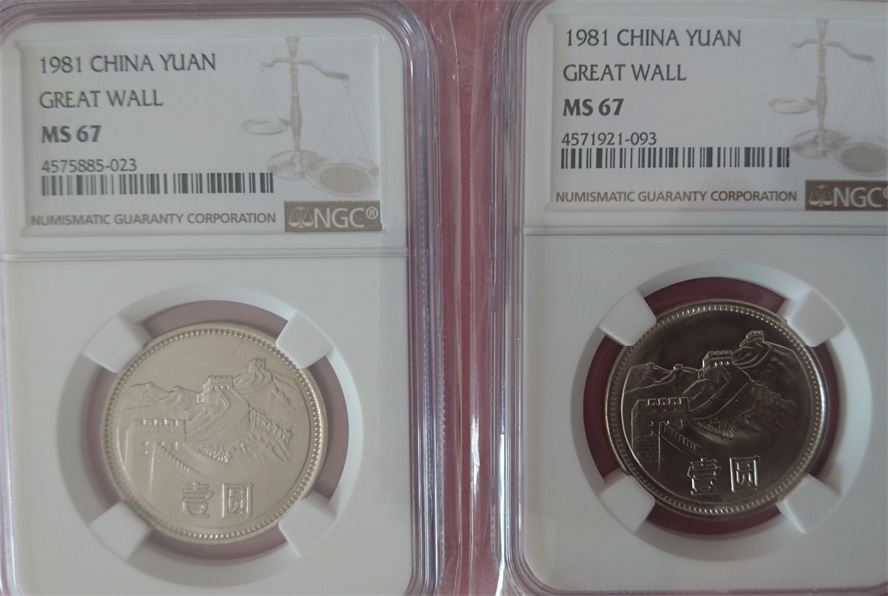 1981 CHINA YUAN
GREAT WALL
MS 67
4575885-023
NUMISMATIC GUARANTY CORPORATION
NGC®
壹圆
1981 CHINA YUAN
GREAT WALL
MS 67
4571921-093
NUMISMATIC GUARANTY CORPORATION
NGC
壹圆